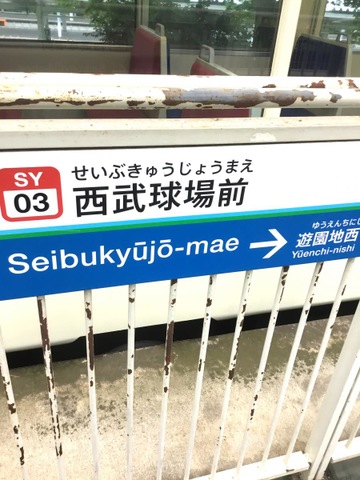 せいぶきゅうじょうまえ
SY
03
西武球場前
Seibukyūjō-mae
ゆうえんちにし
遊園地西
Yūenchi-nishi